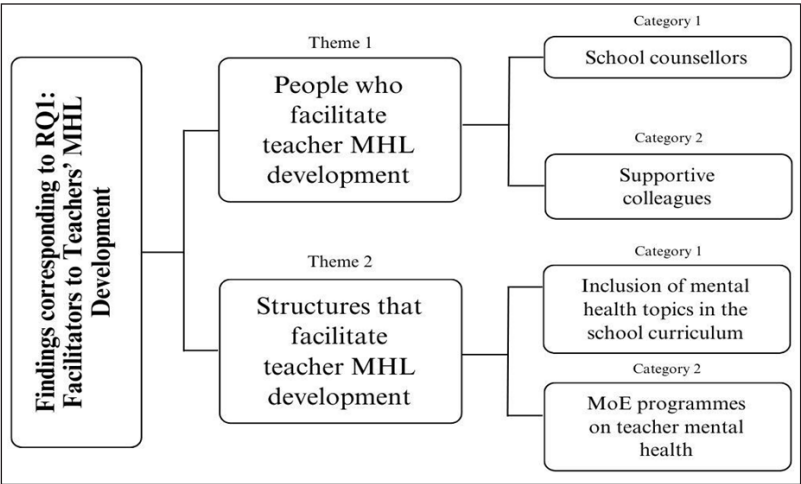 Findings corresponding to RQ1:
Facilitators to Teachers' MHL
Development
Theme 1
People who
facilitate
teacher MHL
development
Category 1
School counsellors
Category 2
Supportive
colleagues
Theme 2
Structures that
facilitate
teacher MHL
development
Category 1
Inclusion of mental
health topics in the
school curriculum
Category 2
MoE programmes
on teacher mental
health